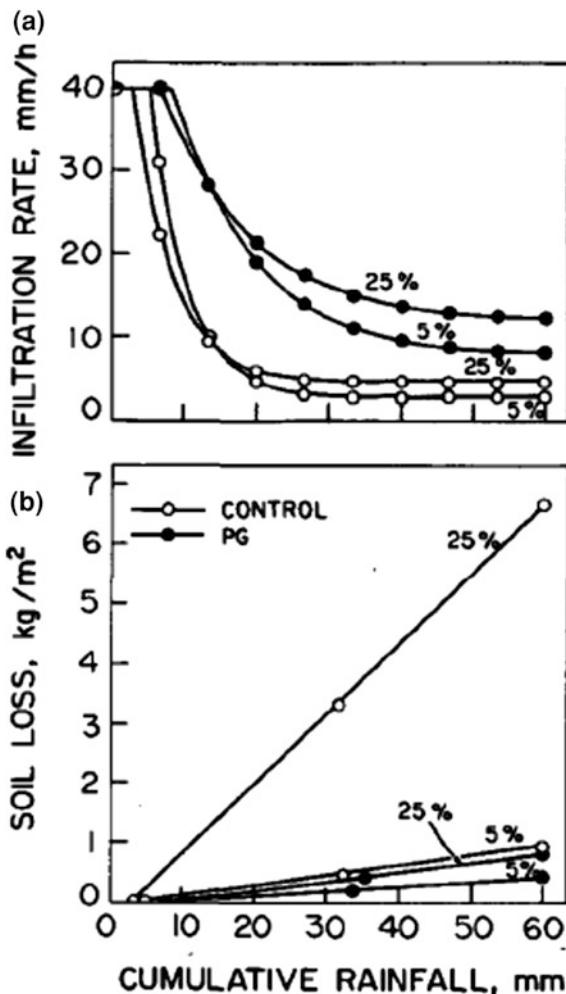 (a)
INFILTRATION RATE, mm/h
40
30
20
10
0
25%
5%
25%
5%
(b)
SOIL LOSS, kg/m²
7
6
5
4
3
2
1
0
CONTROL
PG
25%
25%
5%
5%
0 10 20 30 40 50 60
CUMULATIVE RAINFALL, mm